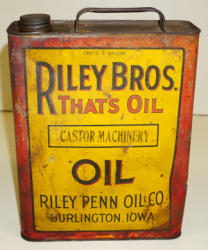 ONE U.S. GALLON
RILEY BROS.
THAT'S OIL
CASTOR MACHINERY
OIL
RILEY PENN OIL CO.
BURLINGTON, IOWA